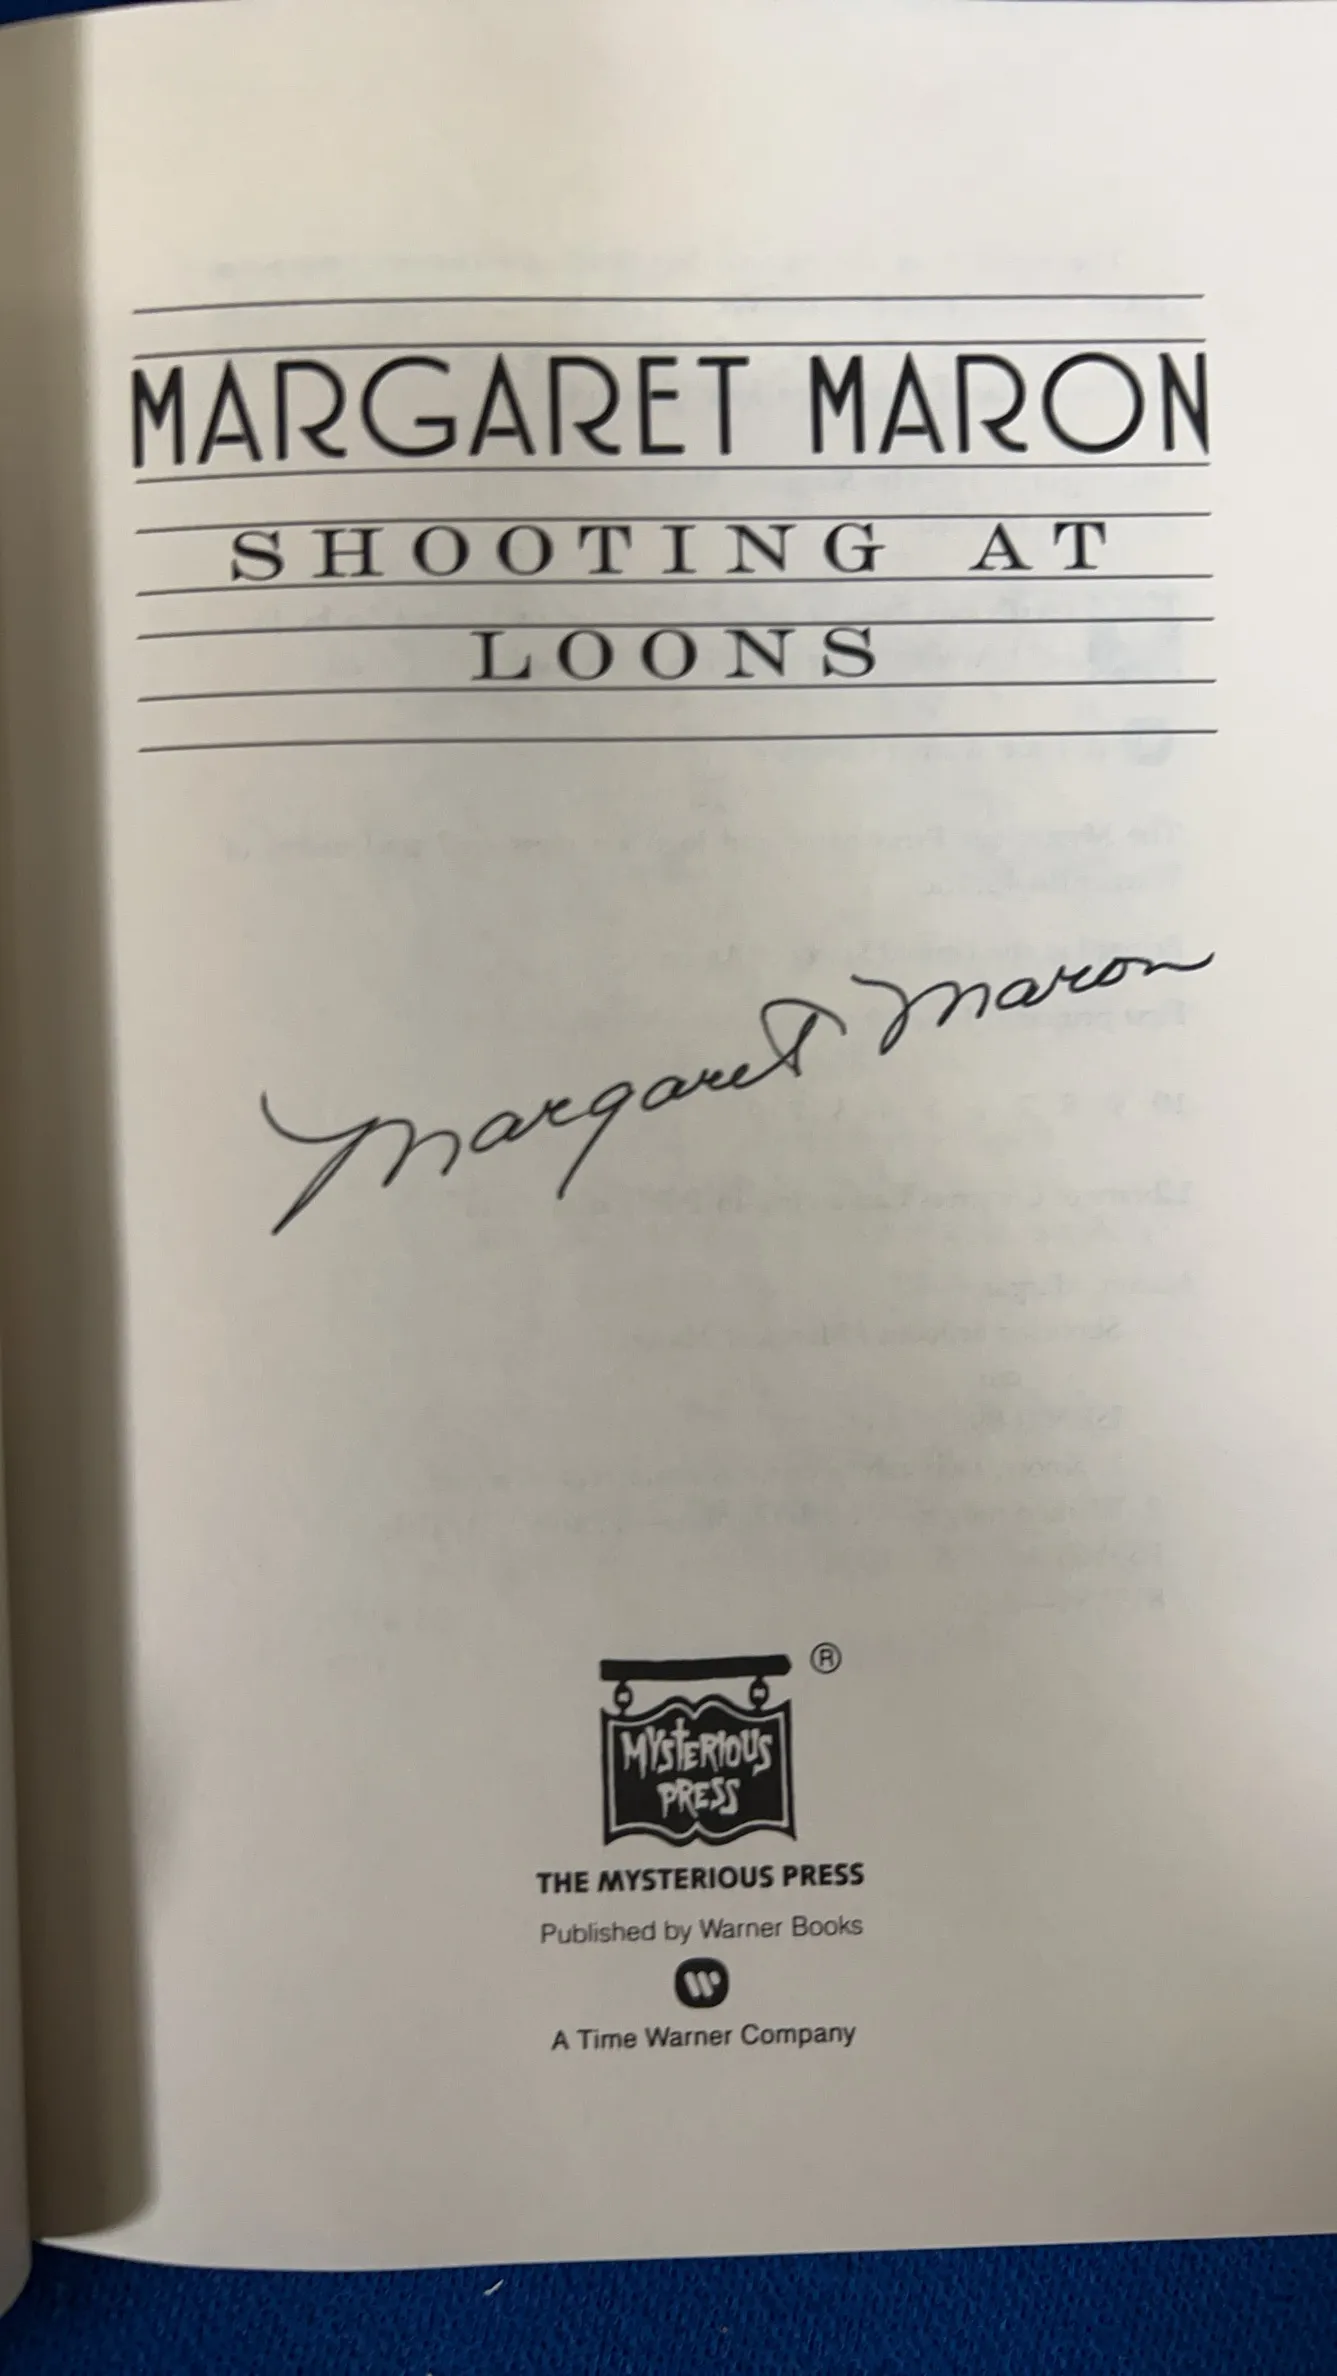 MARGARET MARON
SHOOTING AT
LOONS
Margaret Maron
®
MYSTERIOUS
PRESS
THE MYSTERIOUS PRESS
Published by Warner Books
A Time Warner Company